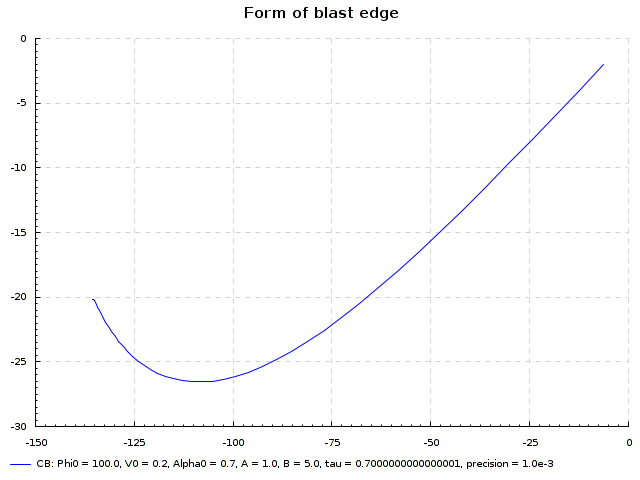 Form of blast edge
0
-5
-10
-15
-20
-25
-30
-150 -125 -100 -75 -50 -25 0
CB: Phi0 = 100.0, V0 = 0.2, Alpha0 = 0.7, A = 1.0, B = 5.0, tau = 0.7000000000000001, precision = 1.0e-3